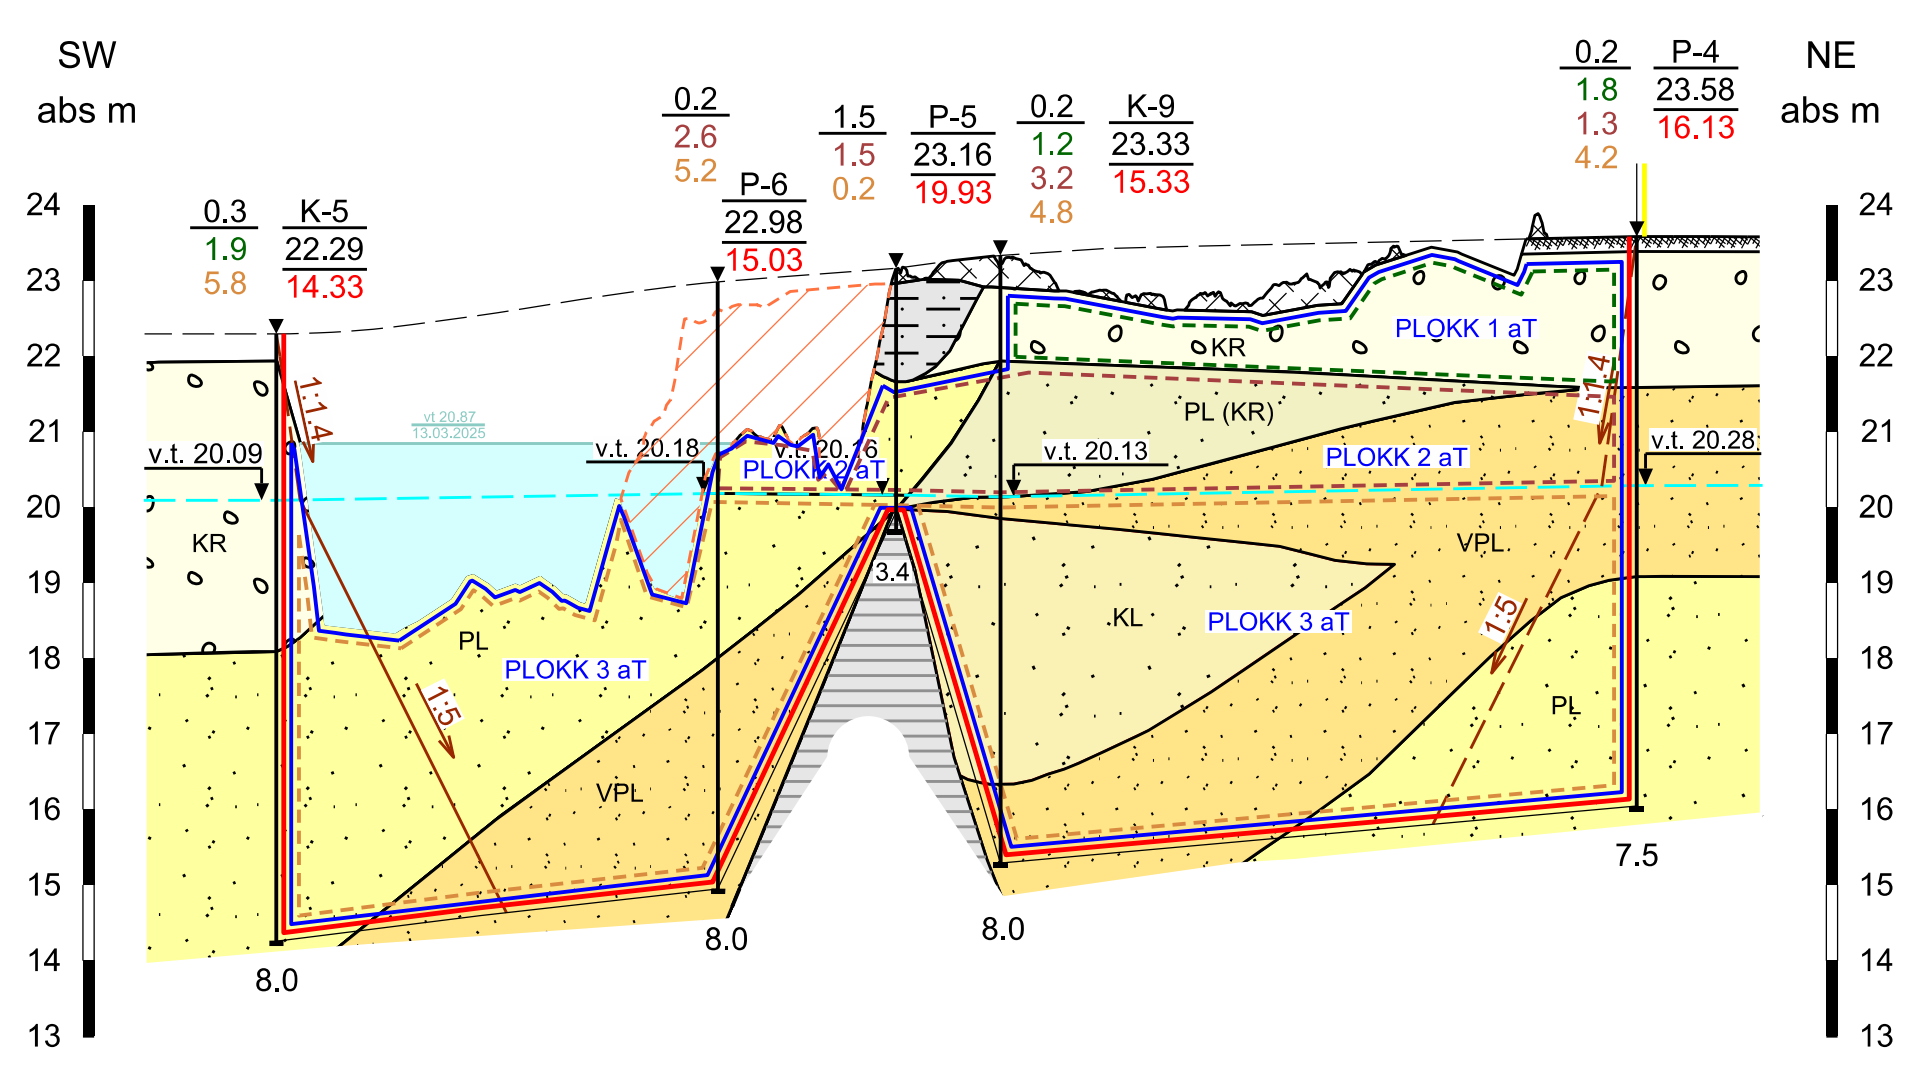 SW
abs m
NE
abs m
0.3
1.9
5.8
K-5
22.29
14.33
0.2
2.6
5.2
P-6
22.98
15.03
1.5
1.5
0.2
P-5
23.16
19.93
0.2
1.2
3.2
4.8
K-9
23.33
15.33
0.2
1.8
1.3
4.2
P-4
23.58
16.13
24
23
22
21
20
19
18
17
16
15
14
13
24
23
22
21
20
19
18
17
16
15
14
13
1:1.4
vt 20.87
13.03.2025
v.t. 20.09
v.t. 20.18
v.t. 20.16
v.t. 20.13
v.t. 20.28
PLOKK 1 aT
KR
PL (KR)
1:1.4
PLOKK 2 aT
PLOKK 2 aT
KR
VPL
3.4
KL
PLOKK 3 aT
1:5
PL
PLOKK 3 aT
1:5
PL
VPL
8.0
8.0
8.0
7.5